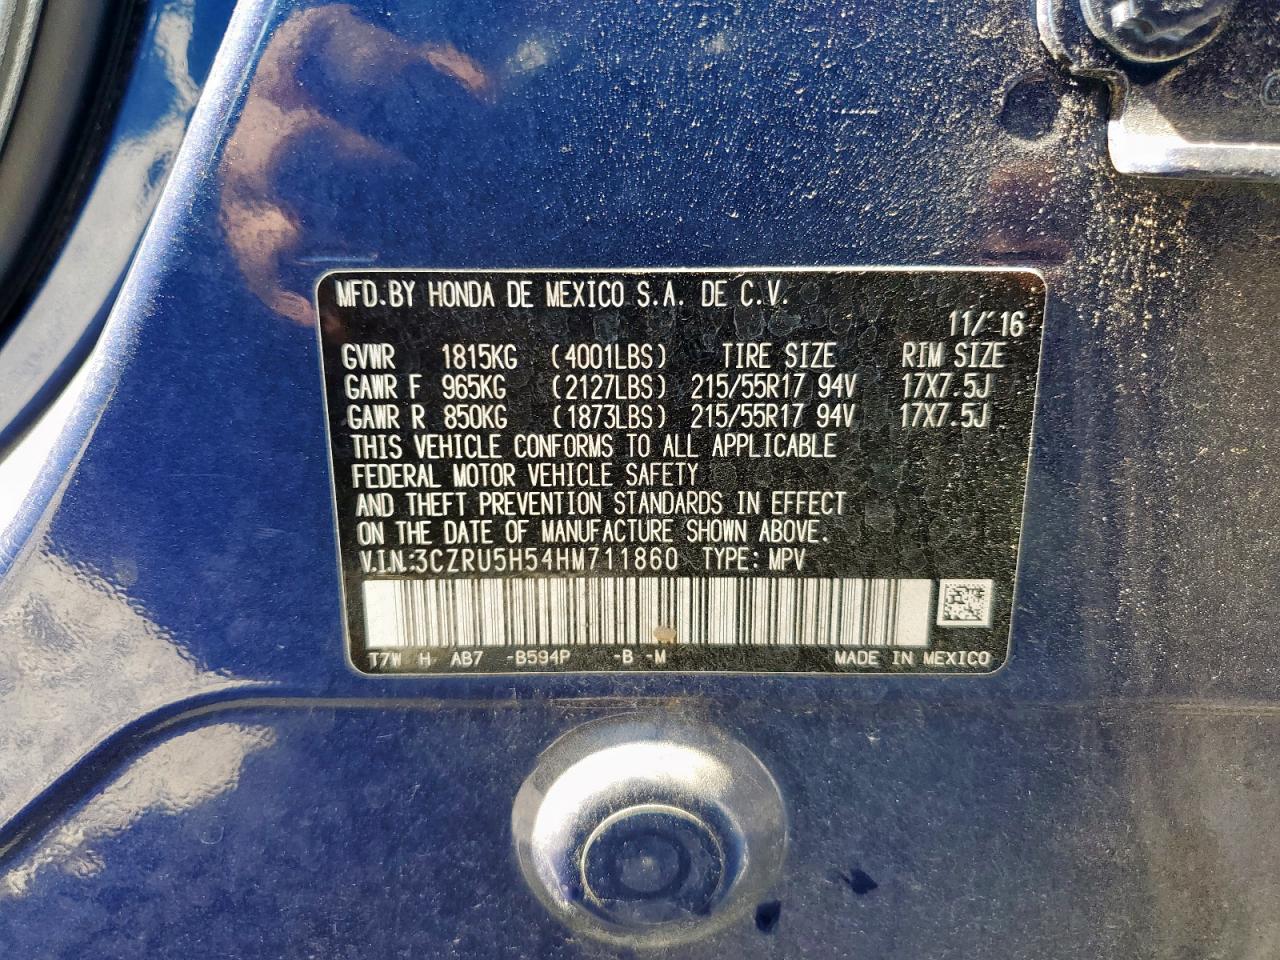 MFD.BY HONDA DE MEXICO S.A. DE C.V.
11/'16
GVWR 1815KG (4001LBS) TIRE SIZE RIM SIZE
GAWR F 965KG (2127LBS) 215/55R17 94V 17X7.5J
GAWR R 850KG (1873LBS) 215/55R17 94V 17X7.5J
THIS VEHICLE CONFORMS TO ALL APPLICABLE
FEDERAL MOTOR VEHICLE SAFETY
AND THEFT PREVENTION STANDARDS IN EFFECT
ON THE DATE OF MANUFACTURE SHOWN ABOVE.
V.I.N:3CZRU5H54HM711860 TYPE: MPV
T7W H AB7 -B594P -B -M MADE IN MEXICO